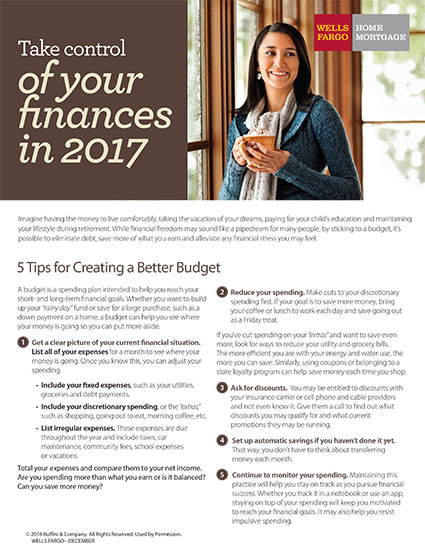 Take control
of your
finances
in 2017
WELLS
FARGO
HOME
MORTGAGE
Imagine having the money to live comfortably, taking the vacation of your dreams, paying for your child's education and maintaining
your lifestyle during retirement. While financial freedom may sound like a pipedream for many people, by sticking to a budget, it's
possible to eliminate debt, save more of what you earn and alleviate any financial stress you may feel.
5 Tips for Creating a Better Budget
A budget is a spending plan intended to help you reach your
short- and long-term financial goals. Whether you want to build
up your "rainy day" fund or save for a large purchase, such as a
down payment on a home, a budget can help you see where
your money is going so you can put more aside.
1 Get a clear picture of your current financial situation.
List all of your expenses for a month to see where your
money is going. Once you know this, you can adjust your
spending.
• Include your fixed expenses, such as your utilities,
groceries and debt payments.
• Include your discretionary spending, or the "extras,"
such as shopping, going out to eat, morning coffee, etc.
• List irregular expenses. These expenses are due
throughout the year and include taxes, car
maintenance, community fees, school expenses
or vacations.
Total your expenses and compare them to your net income.
Are you spending more than what you earn or is it balanced?
Can you save more money?
2 Reduce your spending. Make cuts to your discretionary
spending first. If your goal is to save more money, bring
your coffee or lunch to work each day and save going out
as a Friday treat.
If you've cut spending on your "extras" and want to save even
more, look for ways to reduce your utility and grocery bills.
The more efficient you are with your energy and water use, the
more you can save. Similarly, using coupons or belonging to a
store loyalty program can help save money each time you shop.
3 Ask for discounts. You may be entitled to discounts with
your insurance carrier or cell phone and cable providers
and not even know it. Give them a call to find out what
discounts you may qualify for and what current
promotions they may be running.
4 Set up automatic savings if you haven't done it yet.
That way, you don't have to think about transferring
money each month.
5 Continue to monitor your spending. Maintaining this
practice will help you stay on track as you pursue financial
success. Whether you track it in a notebook or use an app,
staying on top of your spending will keep you motivated
to reach your financial goals. It may also help you resist
impulsive spending.
© 2016 Buffini & Company. All Rights Reserved. Used by Permission.
WELLS FARGO - DECEMBER